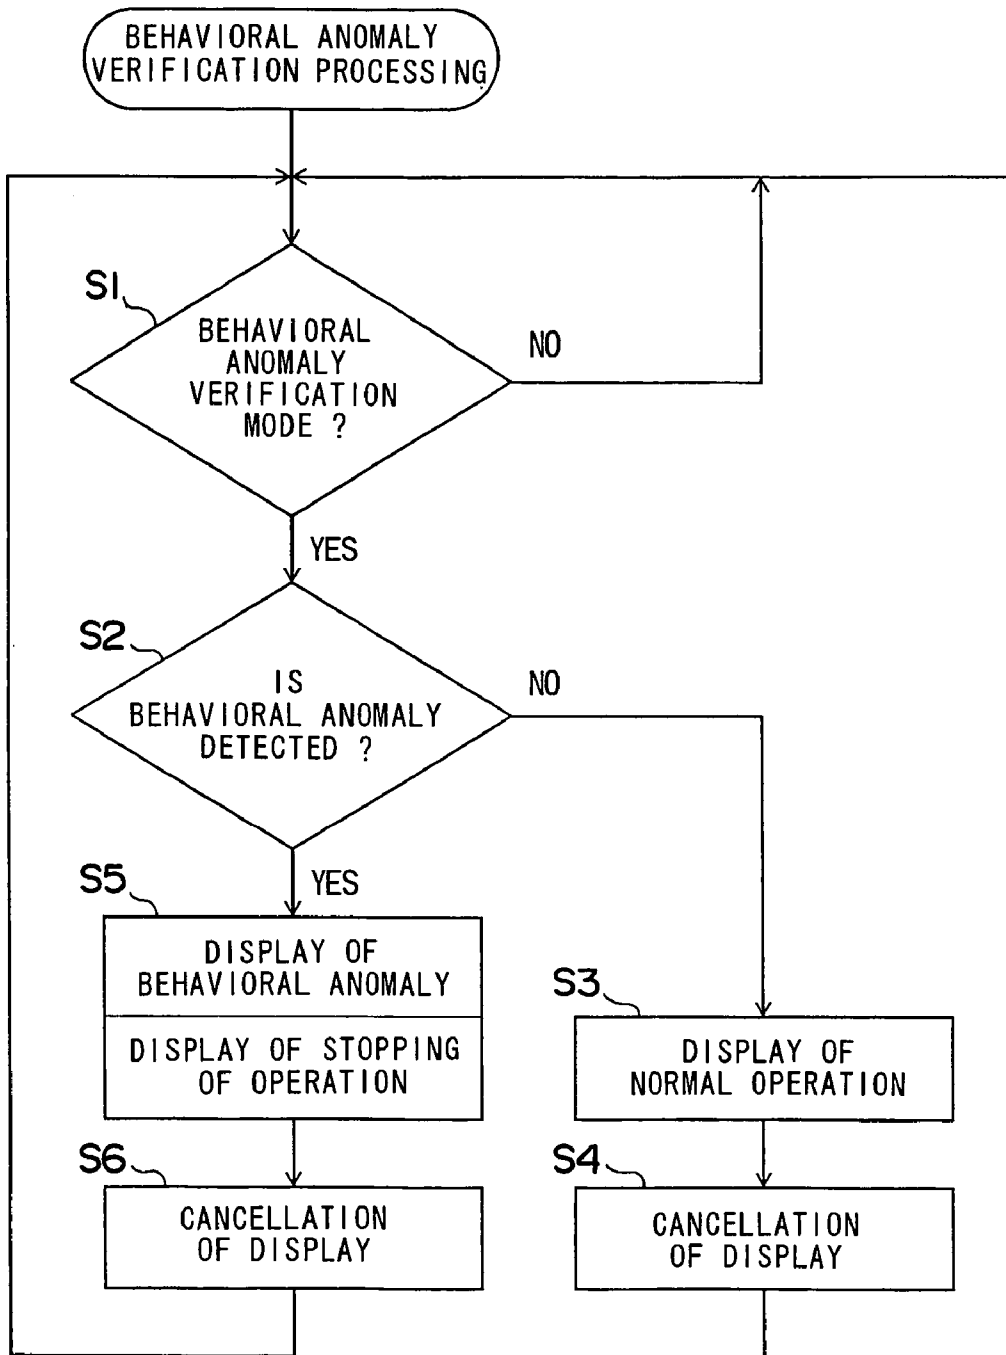 BEHAVIORAL ANOMALY
VERIFICATION PROCESSING
S1
BEHAVIORAL
ANOMALY
VERIFICATION
MODE ?
NO
YES
S2
IS
BEHAVIORAL ANOMALY
DETECTED ?
NO
YES
S5
DISPLAY OF
BEHAVIORAL ANOMALY
DISPLAY OF STOPPING
OF OPERATION
S3
DISPLAY OF
NORMAL OPERATION
S6
CANCELLATION
OF DISPLAY
S4
CANCELLATION
OF DISPLAY